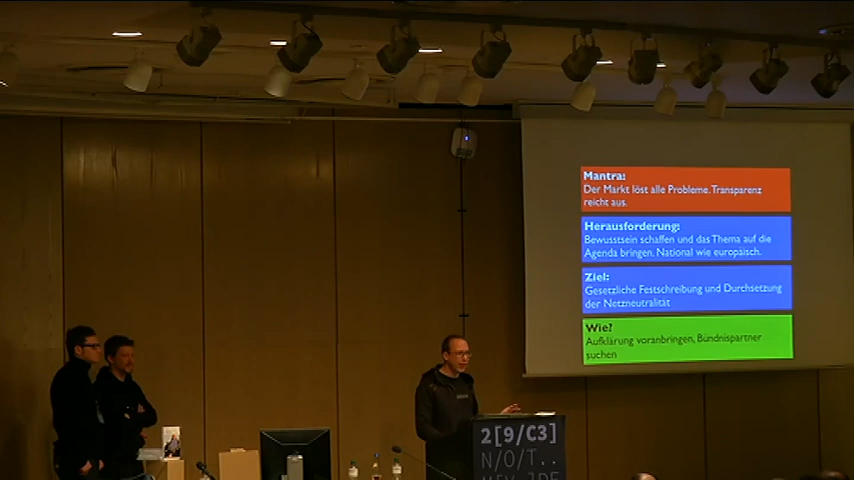 Mantra:
Der Markt löst alle Probleme. Transparenz
reicht aus.
Herausforderung:
Bewusstsein schaffen und das Thema auf die
Agenda bringen. National wie europäisch.
Ziel:
Gesetzliche Festschreibung und Durchsetzung
der Netzneutralität
Wie?
Aufklärung voranbringen, Bündnispartner
suchen
2[9/C3]
N/O/T..